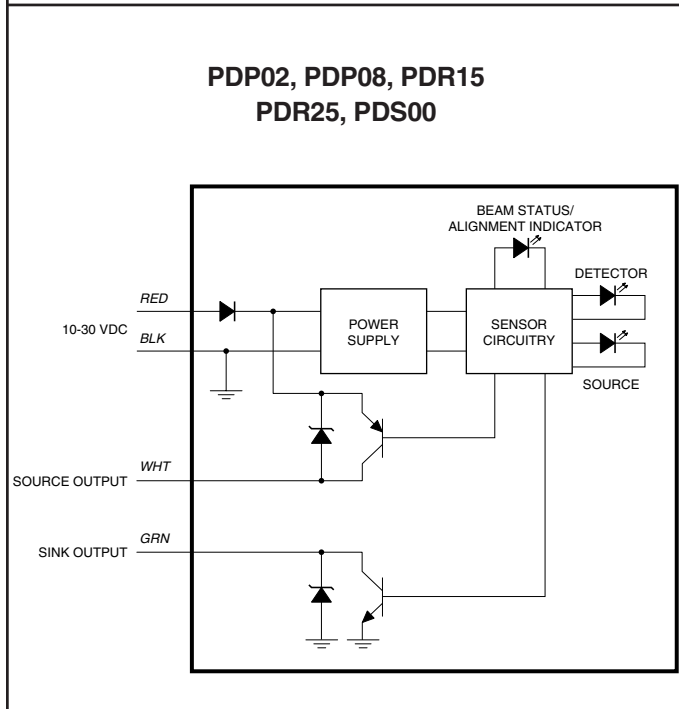 PDP02, PDP08, PDR15
PDR25, PDS00
BEAM STATUS/
ALIGNMENT INDICATOR
DETECTOR
RED
10-30 VDC
BLK
POWER
SUPPLY
SENSOR
CIRCUITRY
SOURCE
WHT
SOURCE OUTPUT
GRN
SINK OUTPUT